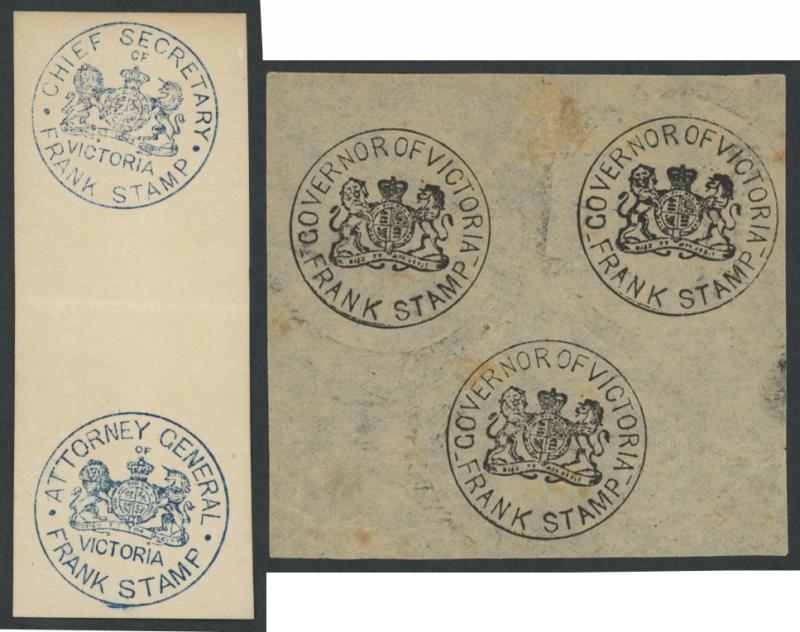 CHIEF SECRETARY
OF
VICTORIA
FRANK STAMP
ATTORNEY GENERAL
OF
VICTORIA
FRANK STAMP
GOVERNOR OF VICTORIA
FRANK STAMP
GOVERNOR OF VICTORIA
FRANK STAMP
GOVERNOR OF VICTORIA
FRANK STAMP